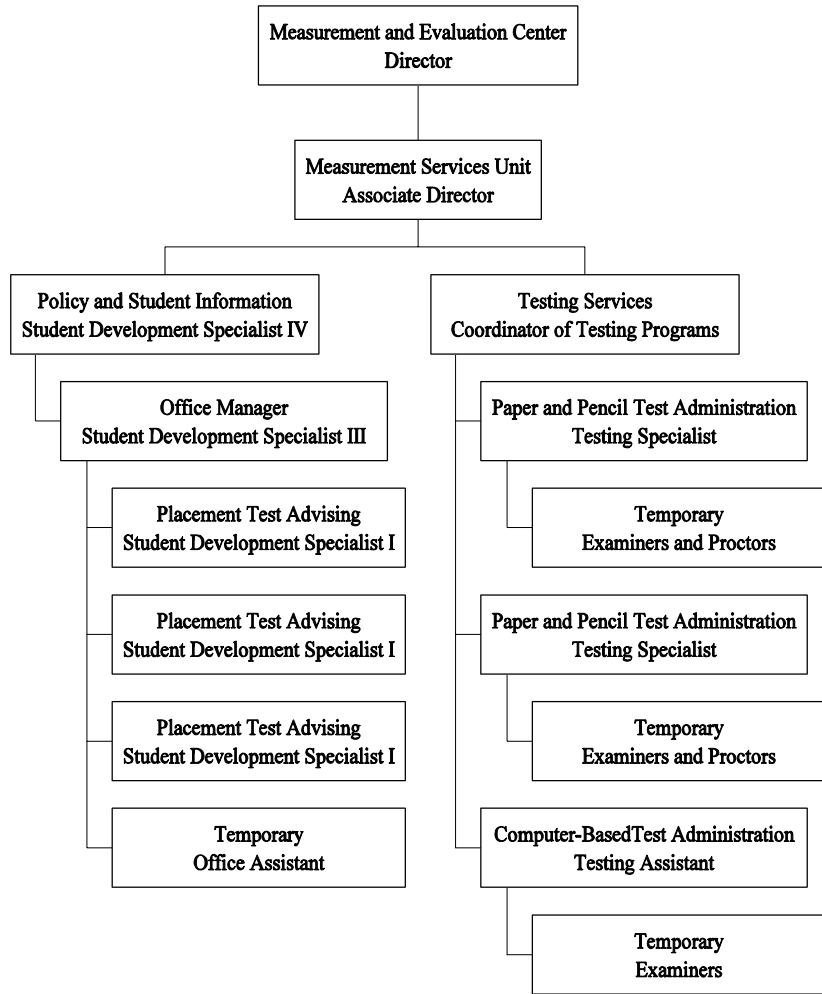 Measurement and Evaluation Center
Director
Measurement Services Unit
Associate Director
Policy and Student Information
Student Development Specialist IV
Office Manager
Student Development Specialist III
Placement Test Advising
Student Development Specialist I
Placement Test Advising
Student Development Specialist I
Placement Test Advising
Student Development Specialist I
Temporary
Office Assistant
Testing Services
Coordinator of Testing Programs
Paper and Pencil Test Administration
Testing Specialist
Temporary
Examiners and Proctors
Paper and Pencil Test Administration
Testing Specialist
Temporary
Examiners and Proctors
Computer-BasedTest Administration
Testing Assistant
Temporary
Examiners